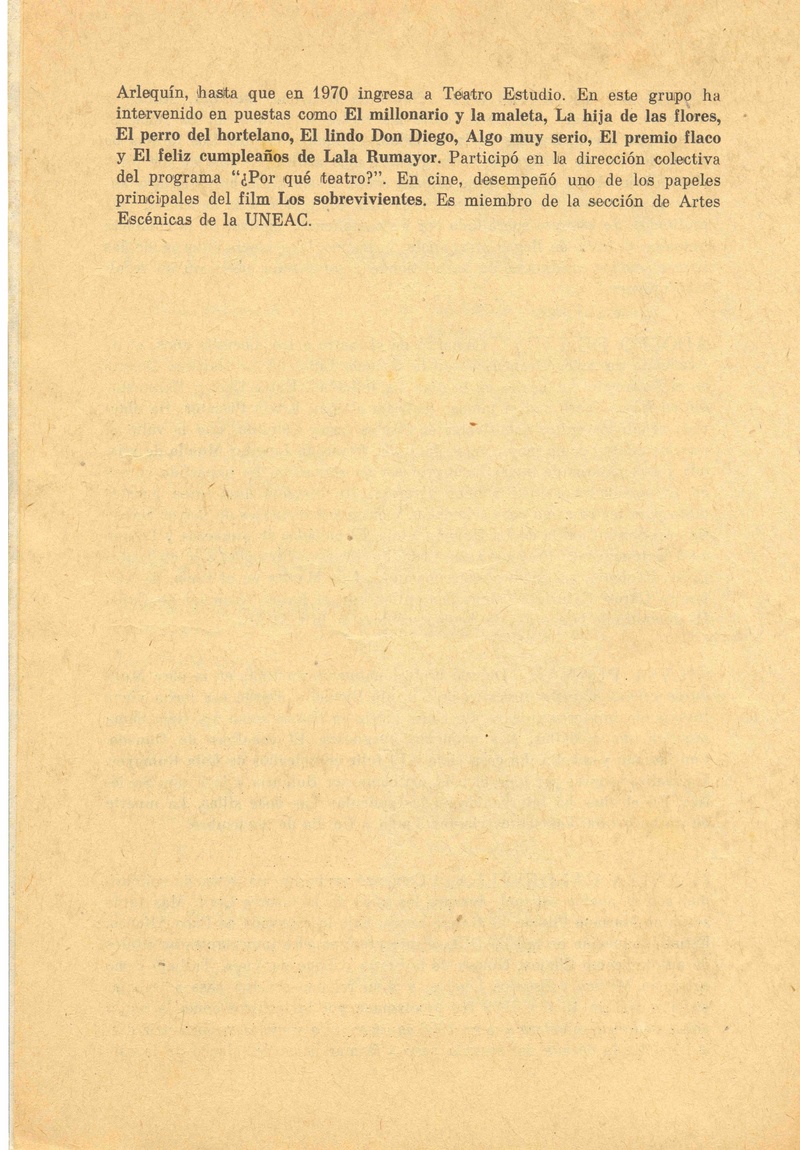 Arlequín, hasta que en 1970 ingresa a Teatro Estudio. En este grupo ha
intervenido en puestas como El millonario y la maleta, La hija de las flores,
El perro del hortelano, El lindo Don Diego, Algo muy serio, El premio flaco
y El feliz cumpleaños de Lala Rumayor. Participó en la dirección colectiva
del programa “¿Por qué teatro?”. En cine, desempeñó uno de los papeles
principales del film Los sobrevivientes. Es miembro de la sección de Artes
Escénicas de la UNEAC.